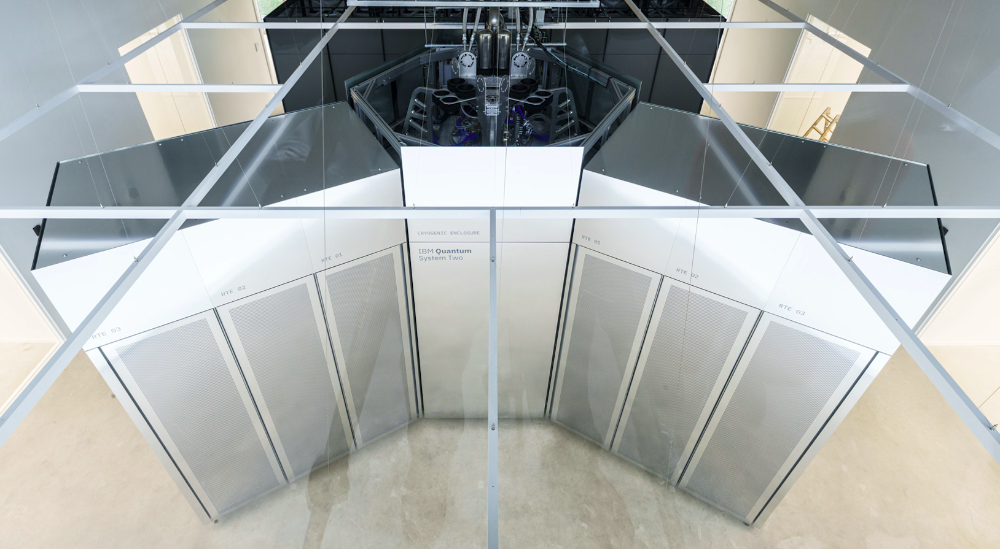 CRYOGENIC ENCLOSURE
IBM Quantum
System Two
RTE 01
RTE 02
RTE 03
RTE 01
RTE 02
RTE 03